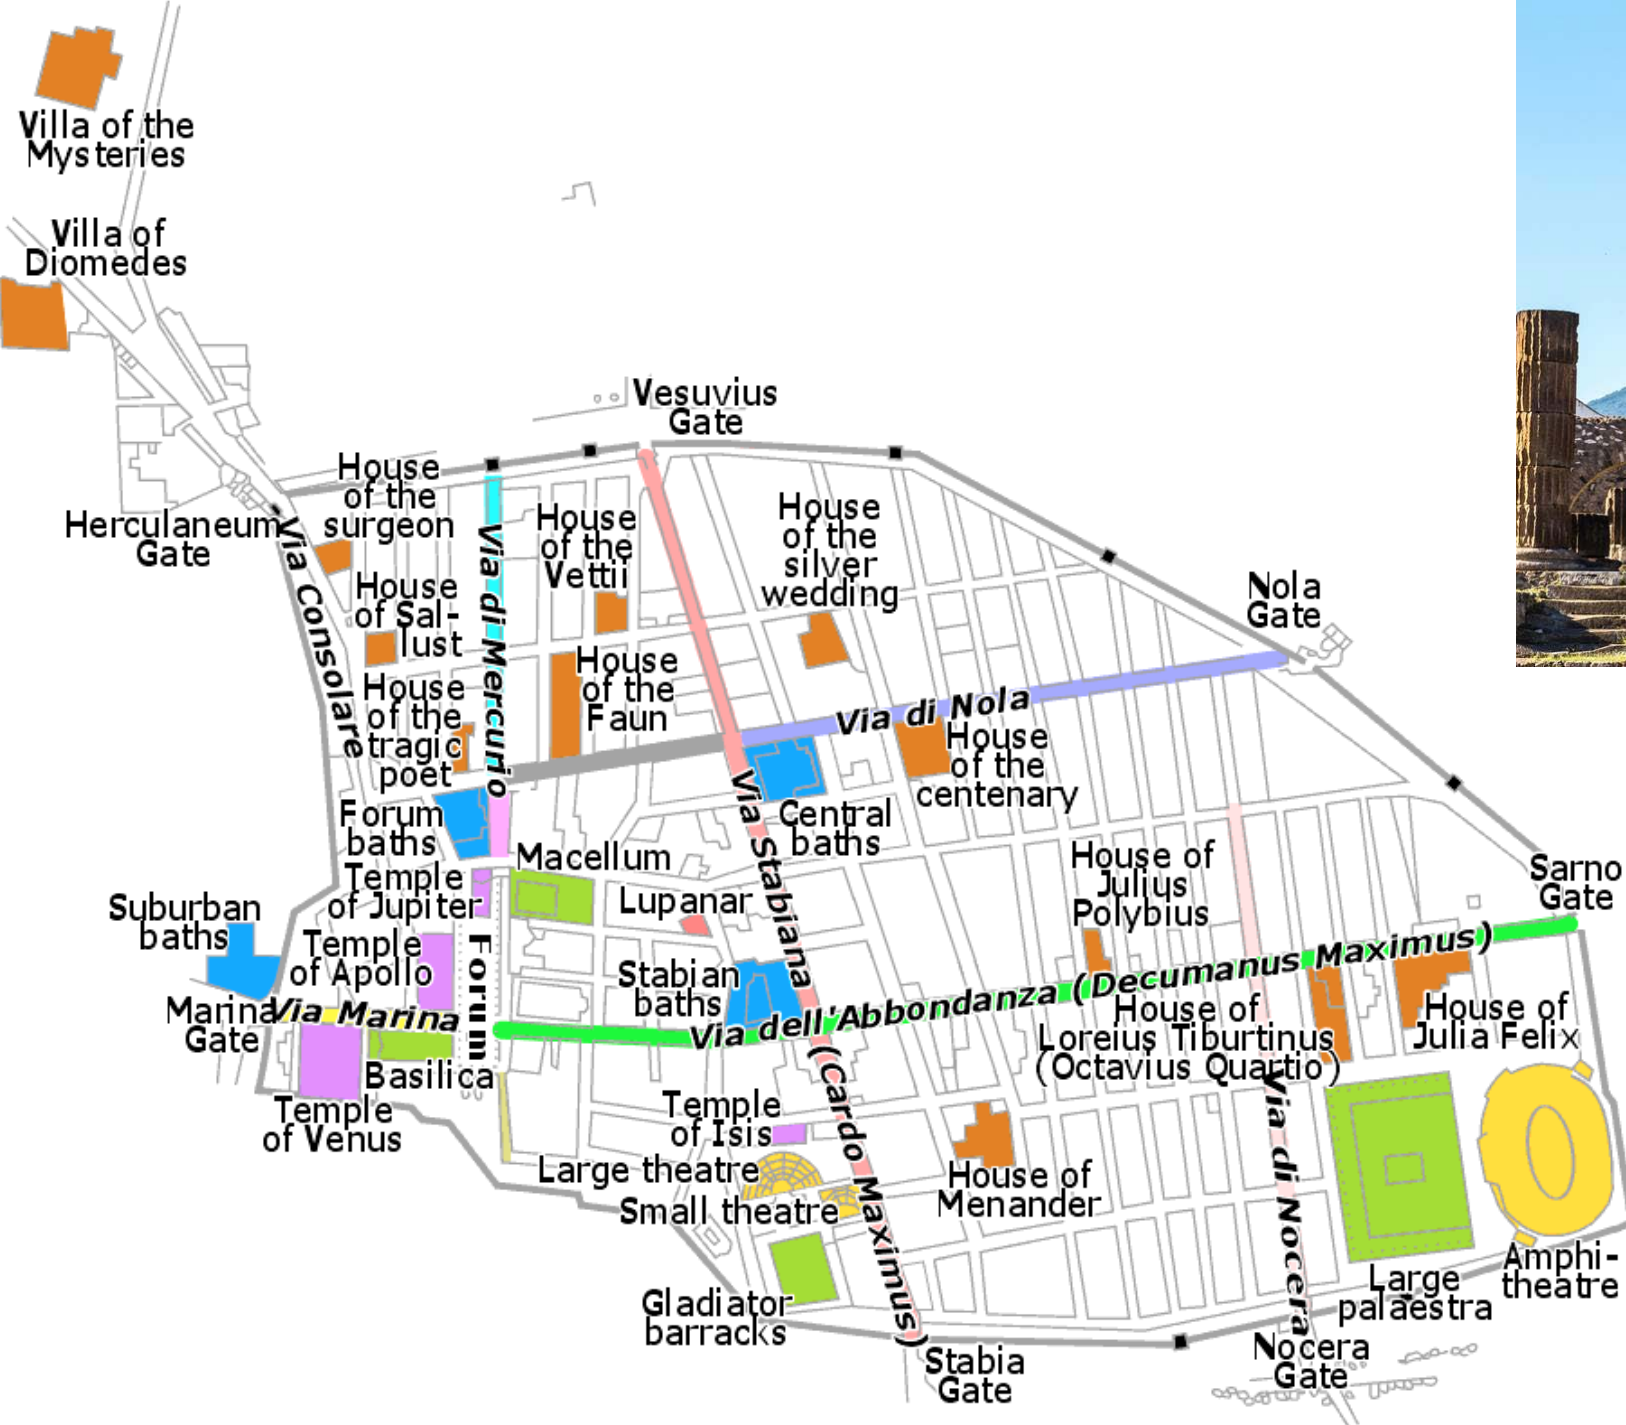 Villa of the
Mysteries
Villa of
Diomedes
Vesuvius
Gate
House
of the
surgeon
Herculaneum
Gate
Via Consolare
House
of Sal-
lust
House
of the
tragic
poet
Via di Mercurio
House
of the
Vettii
House
of the
Faun
House
of the
silver
wedding
Nola
Gate
Via di Nola
House
of the
centenary
Central
baths
Forum
baths
Macellum
Temple
of Jupiter
Lupanar
Via Stabiana
(Cardo Maximus)
House of
Julius
Polybius
Sarno
Gate
Suburban
baths
Temple
of Apollo
Forum
Stabian
baths
Marina
Gate
Via Marina
Via dell'Abbondanza (Decumanus Maximus)
House of
Loreius Tiburtinus
(Octavius Quartio)
House of
Julia Felix
Basilica
Temple
of Venus
Temple
of Isis
Large theatre
Small theatre
House of
Menander
Via di Nocera
Gladiator
barracks
Stabia
Gate
Nocera
Gate
Large
palaestra
Amphi-
theatre